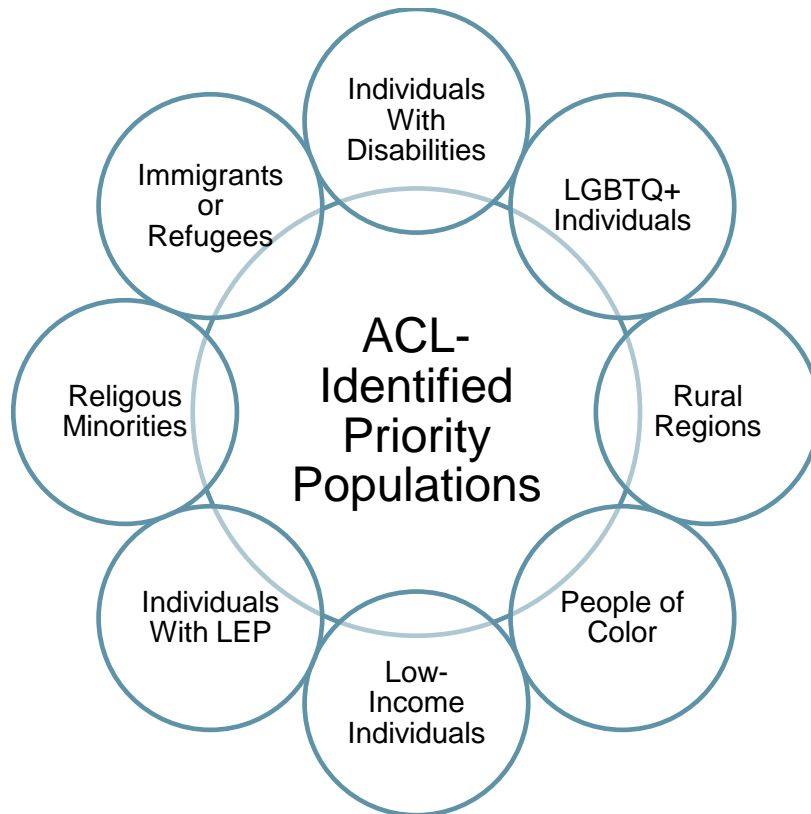 Individuals
With
Disabilities
LGBTQ+
Individuals
Rural
Regions
People of
Color
Low-
Income
Individuals
Individuals
With LEP
Religous
Minorities
Immigrants
or
Refugees
ACL-
Identified
Priority
Populations